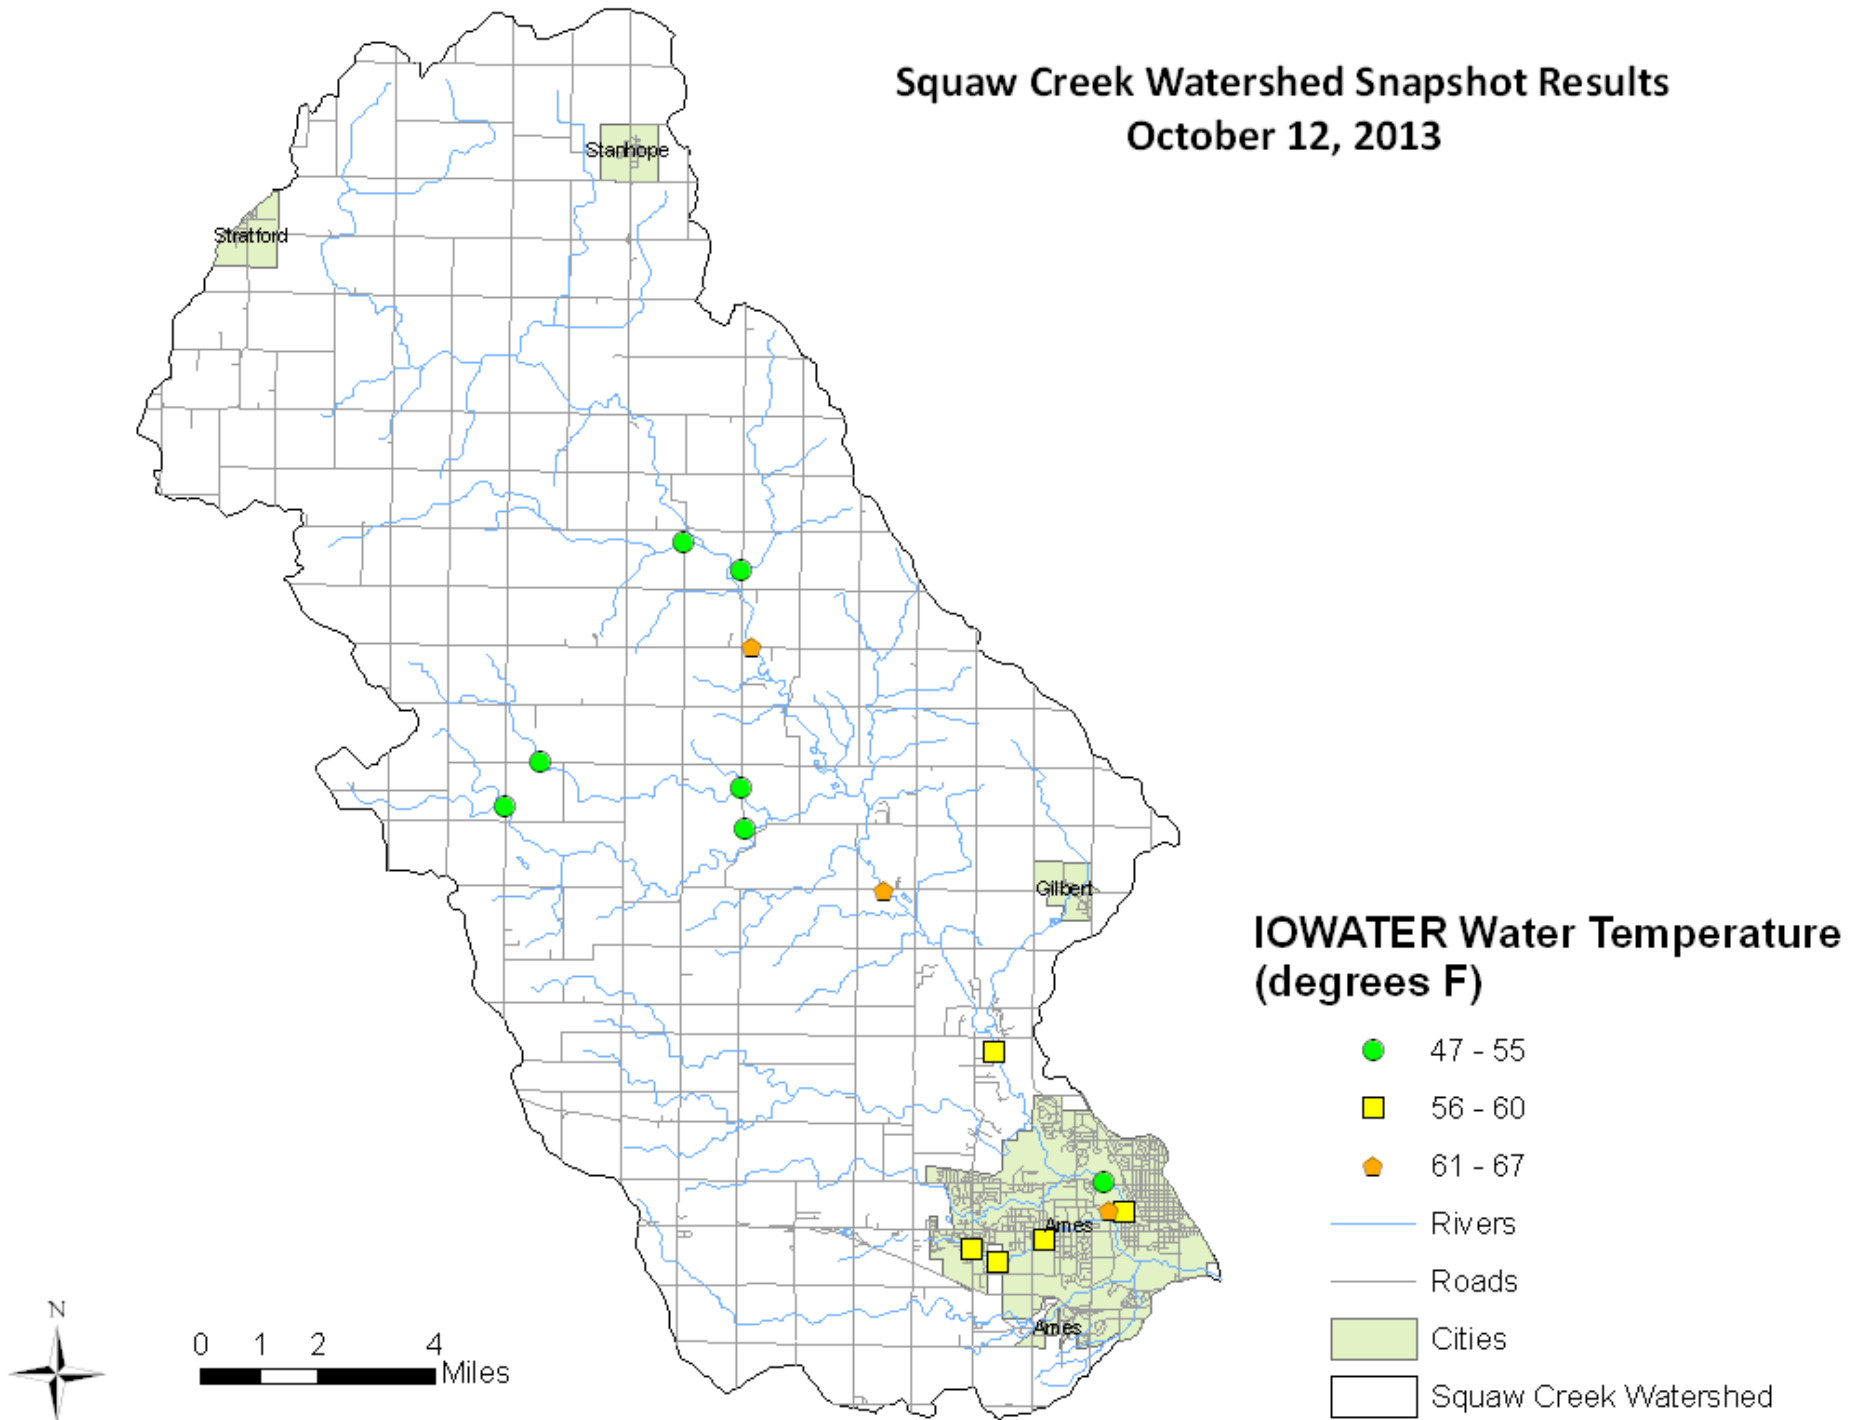 Squaw Creek Watershed Snapshot Results
October 12, 2013
Stanhope
Stratford
Gilbert
Ames
Ames
IOWATER Water Temperature
(degrees F)
47 - 55
56 - 60
61 - 67
Rivers
Roads
Cities
Squaw Creek Watershed
N
0 1 2 4
Miles